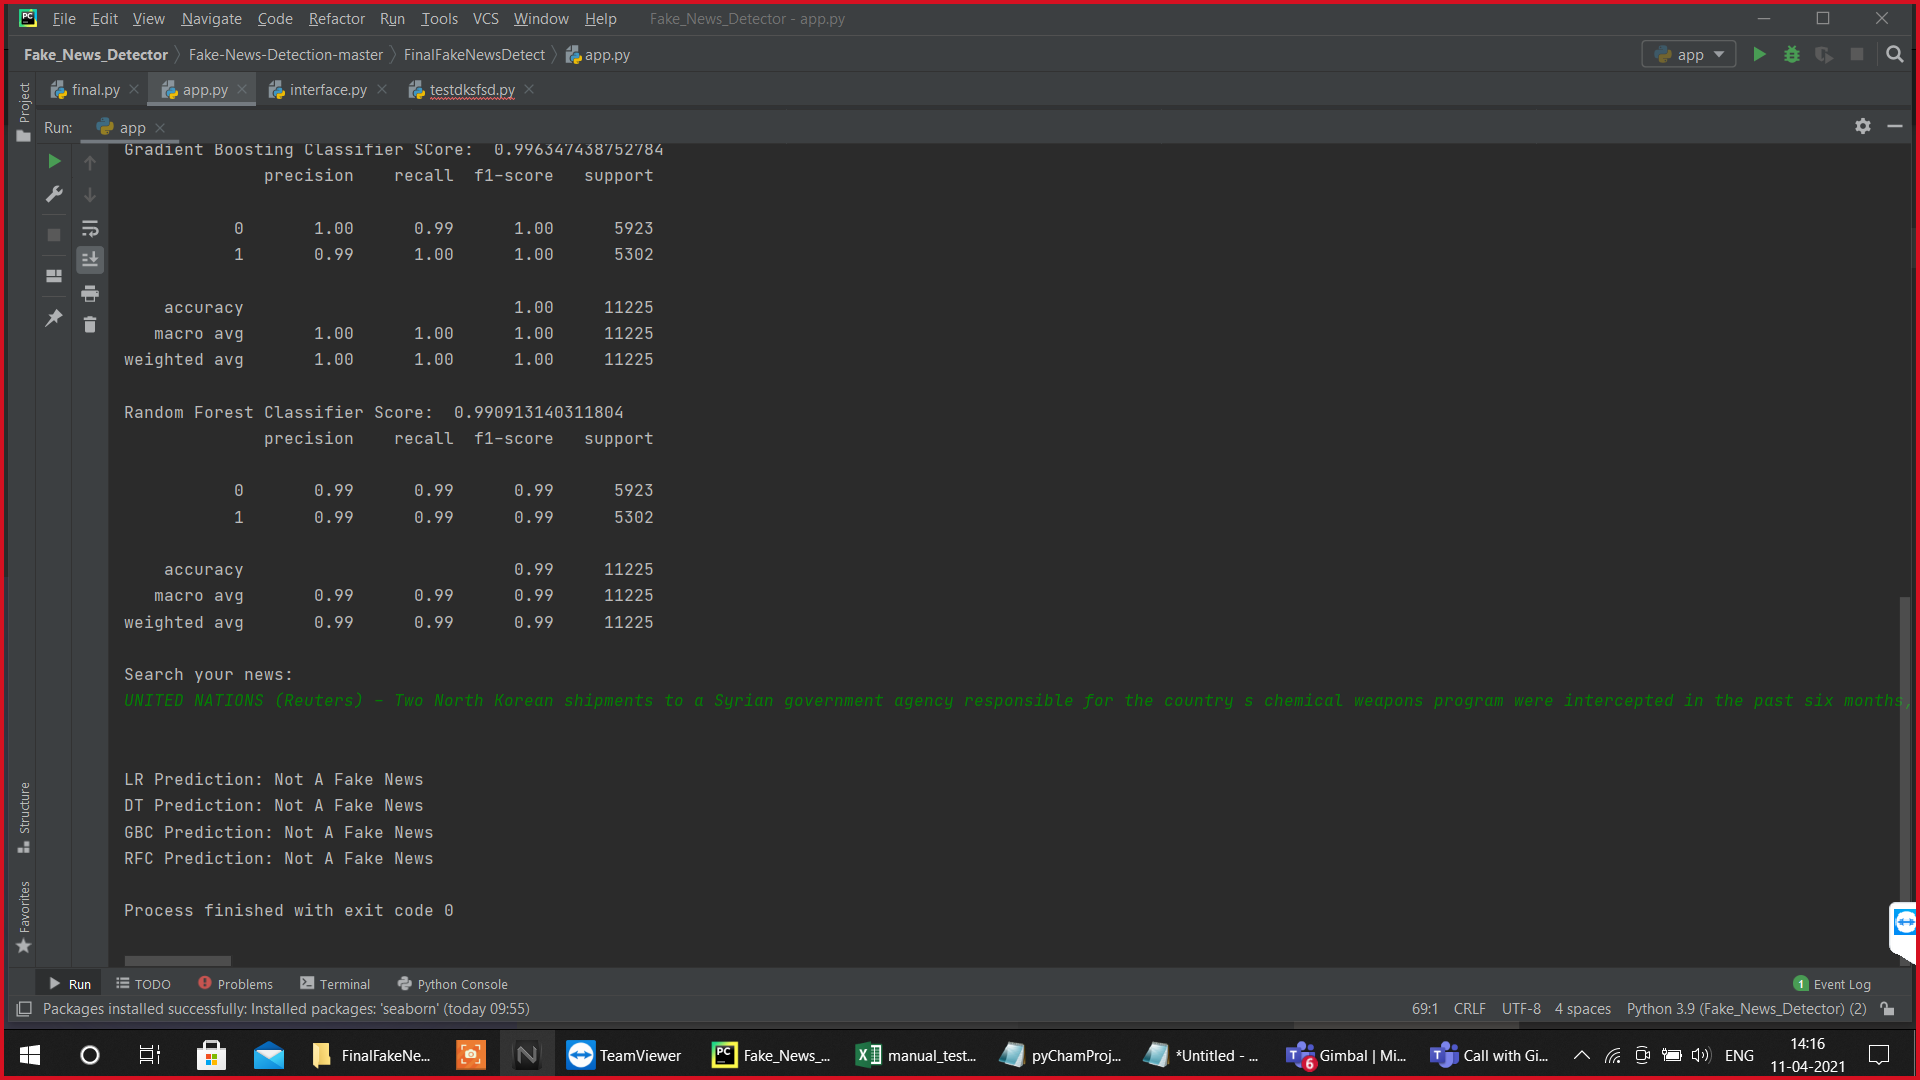 PC File Edit View Navigate Code Refactor Run Tools VCS Window Help Fake_News_Detector - app.py
Fake_News_Detector Fake-News-Detection-master FinalFakeNewsDetect app.py app
final.py app.py interface.py testdksfsd.py
Project
Run: app
Gradient Boosting Classifier SCore: 0.996347438752784
precision recall f1-score support
0 1.00 0.99 1.00 5923
1 0.99 1.00 1.00 5302
accuracy 1.00 11225
macro avg 1.00 1.00 1.00 11225
weighted avg 1.00 1.00 1.00 11225
Random Forest Classifier Score: 0.990913140311804
precision recall f1-score support
0 0.99 0.99 0.99 5923
1 0.99 0.99 0.99 5302
accuracy 0.99 11225
macro avg 0.99 0.99 0.99 11225
weighted avg 0.99 0.99 0.99 11225
Search your news:
UNITED NATIONS (Reuters) - Two North Korean shipments to a Syrian government agency responsible for the country s chemical weapons program were intercepted in the past six months,
LR Prediction: Not A Fake News
DT Prediction: Not A Fake News
GBC Prediction: Not A Fake News
RFC Prediction: Not A Fake News
Process finished with exit code 0
Structure
Favorites
Run TODO Problems Terminal Python Console 1 Event Log
Packages installed successfully: Installed packages: 'seaborn' (today 09:55) 69:1 CRLF UTF-8 4 spaces Python 3.9 (Fake_News_Detector) (2)
FinalFakeNe... N TeamViewer PC Fake_News_... manual_test... pyChamProj... *Untitled - ... 6 Gimbal | Mi... Call with Gi... ENG 14:16
11-04-2021